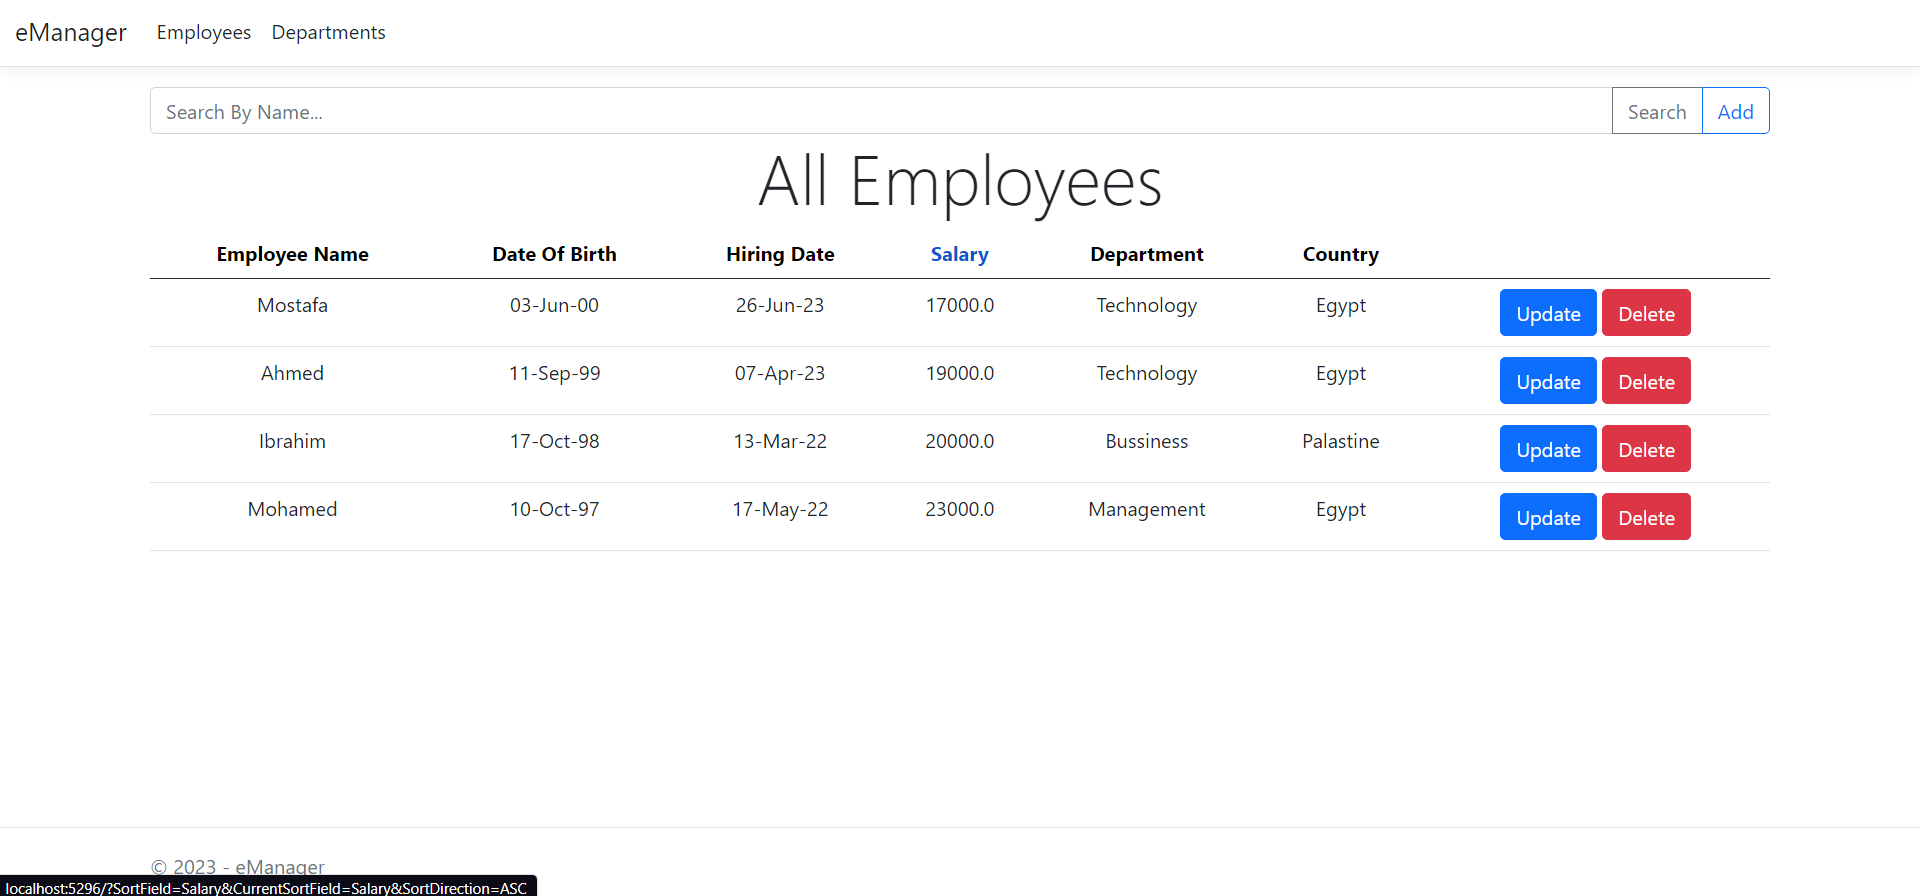 eManager Employees Departments
Search By Name... Search Add
All Employees
Employee Name Date Of Birth Hiring Date Salary Department Country
Mostafa 03-Jun-00 26-Jun-23 17000.0 Technology Egypt Update Delete
Ahmed 11-Sep-99 07-Apr-23 19000.0 Technology Egypt Update Delete
Ibrahim 17-Oct-98 13-Mar-22 20000.0 Bussiness Palastine Update Delete
Mohamed 10-Oct-97 17-May-22 23000.0 Management Egypt Update Delete
© 2023 - eManager
localhost:5296/?SortField=Salary&CurrentSortField=Salary&SortDirection=ASC